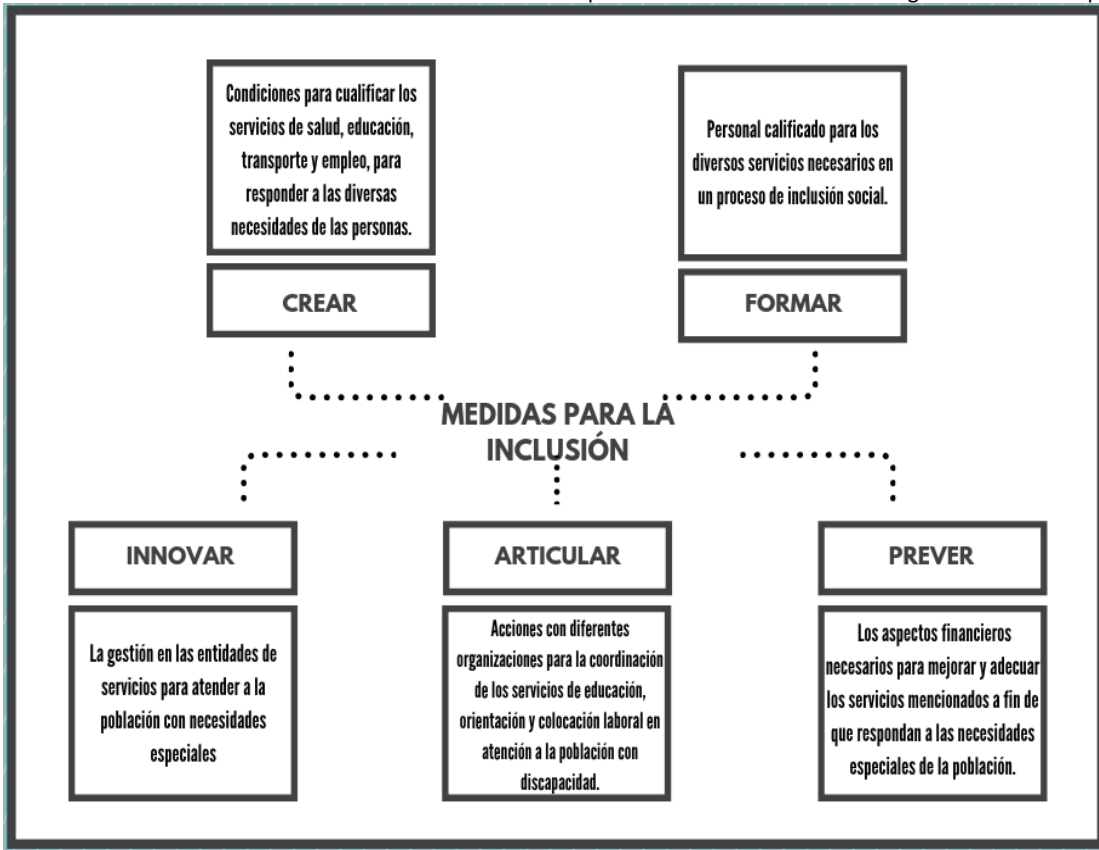 Condiciones para cualificar los
servicios de salud, educación,
transporte y empleo, para
responder a las diversas
necesidades de las personas.
CREAR
Personal calificado para los
diversos servicios necesarios en
un proceso de inclusión social.
FORMAR
MEDIDAS PARA LA
INCLUSIÓN
INNOVAR
La gestión en las entidades de
servicios para atender a la
población con necesidades
especiales
ARTICULAR
Acciones con diferentes
organizaciones para la coordinación
de los servicios de educación,
orientación y colocación laboral en
atención a la población con
discapacidad.
PREVER
Los aspectos financieros
necesarios para mejorar y adecuar
los servicios mencionados a fin de
que respondan a las necesidades
especiales de la población.